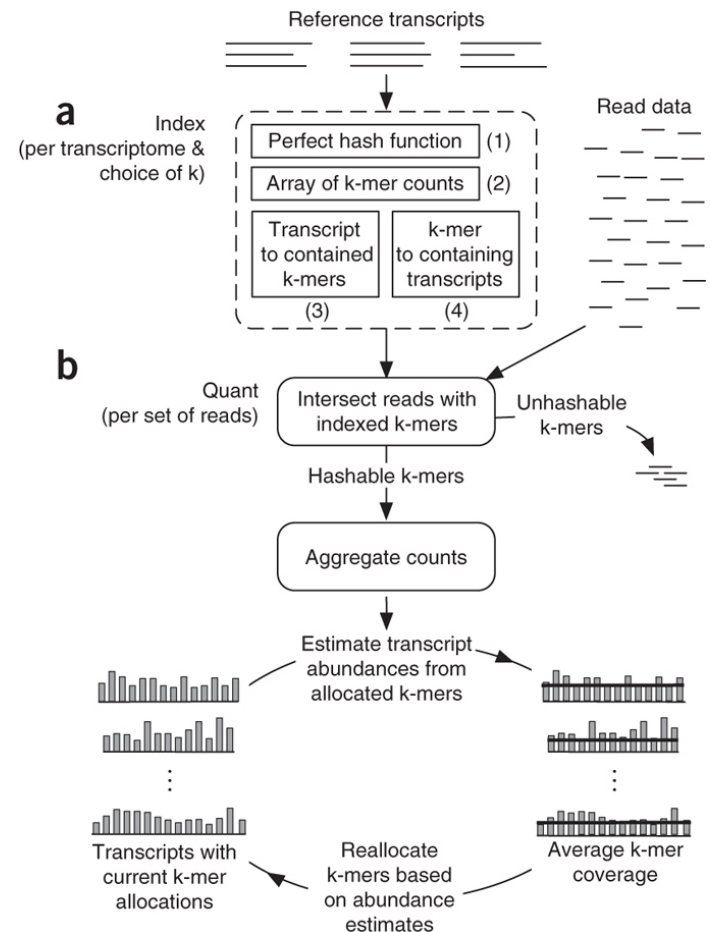 Reference transcripts
a
Index
(per transcriptome &
choice of k)
Perfect hash function
(1)
Array of k-mer counts
(2)
Transcript
to contained
k-mers
(3)
k-mer
to containing
transcripts
(4)
Read data
b
Quant
(per set of reads)
Intersect reads with
indexed k-mers
Unhashable
k-mers
Hashable k-mers
Aggregate counts
Estimate transcript
abundances from
allocated k-mers
Transcripts with
current k-mer
allocations
Reallocate
k-mers based
on abundance
estimates
Average k-mer
coverage